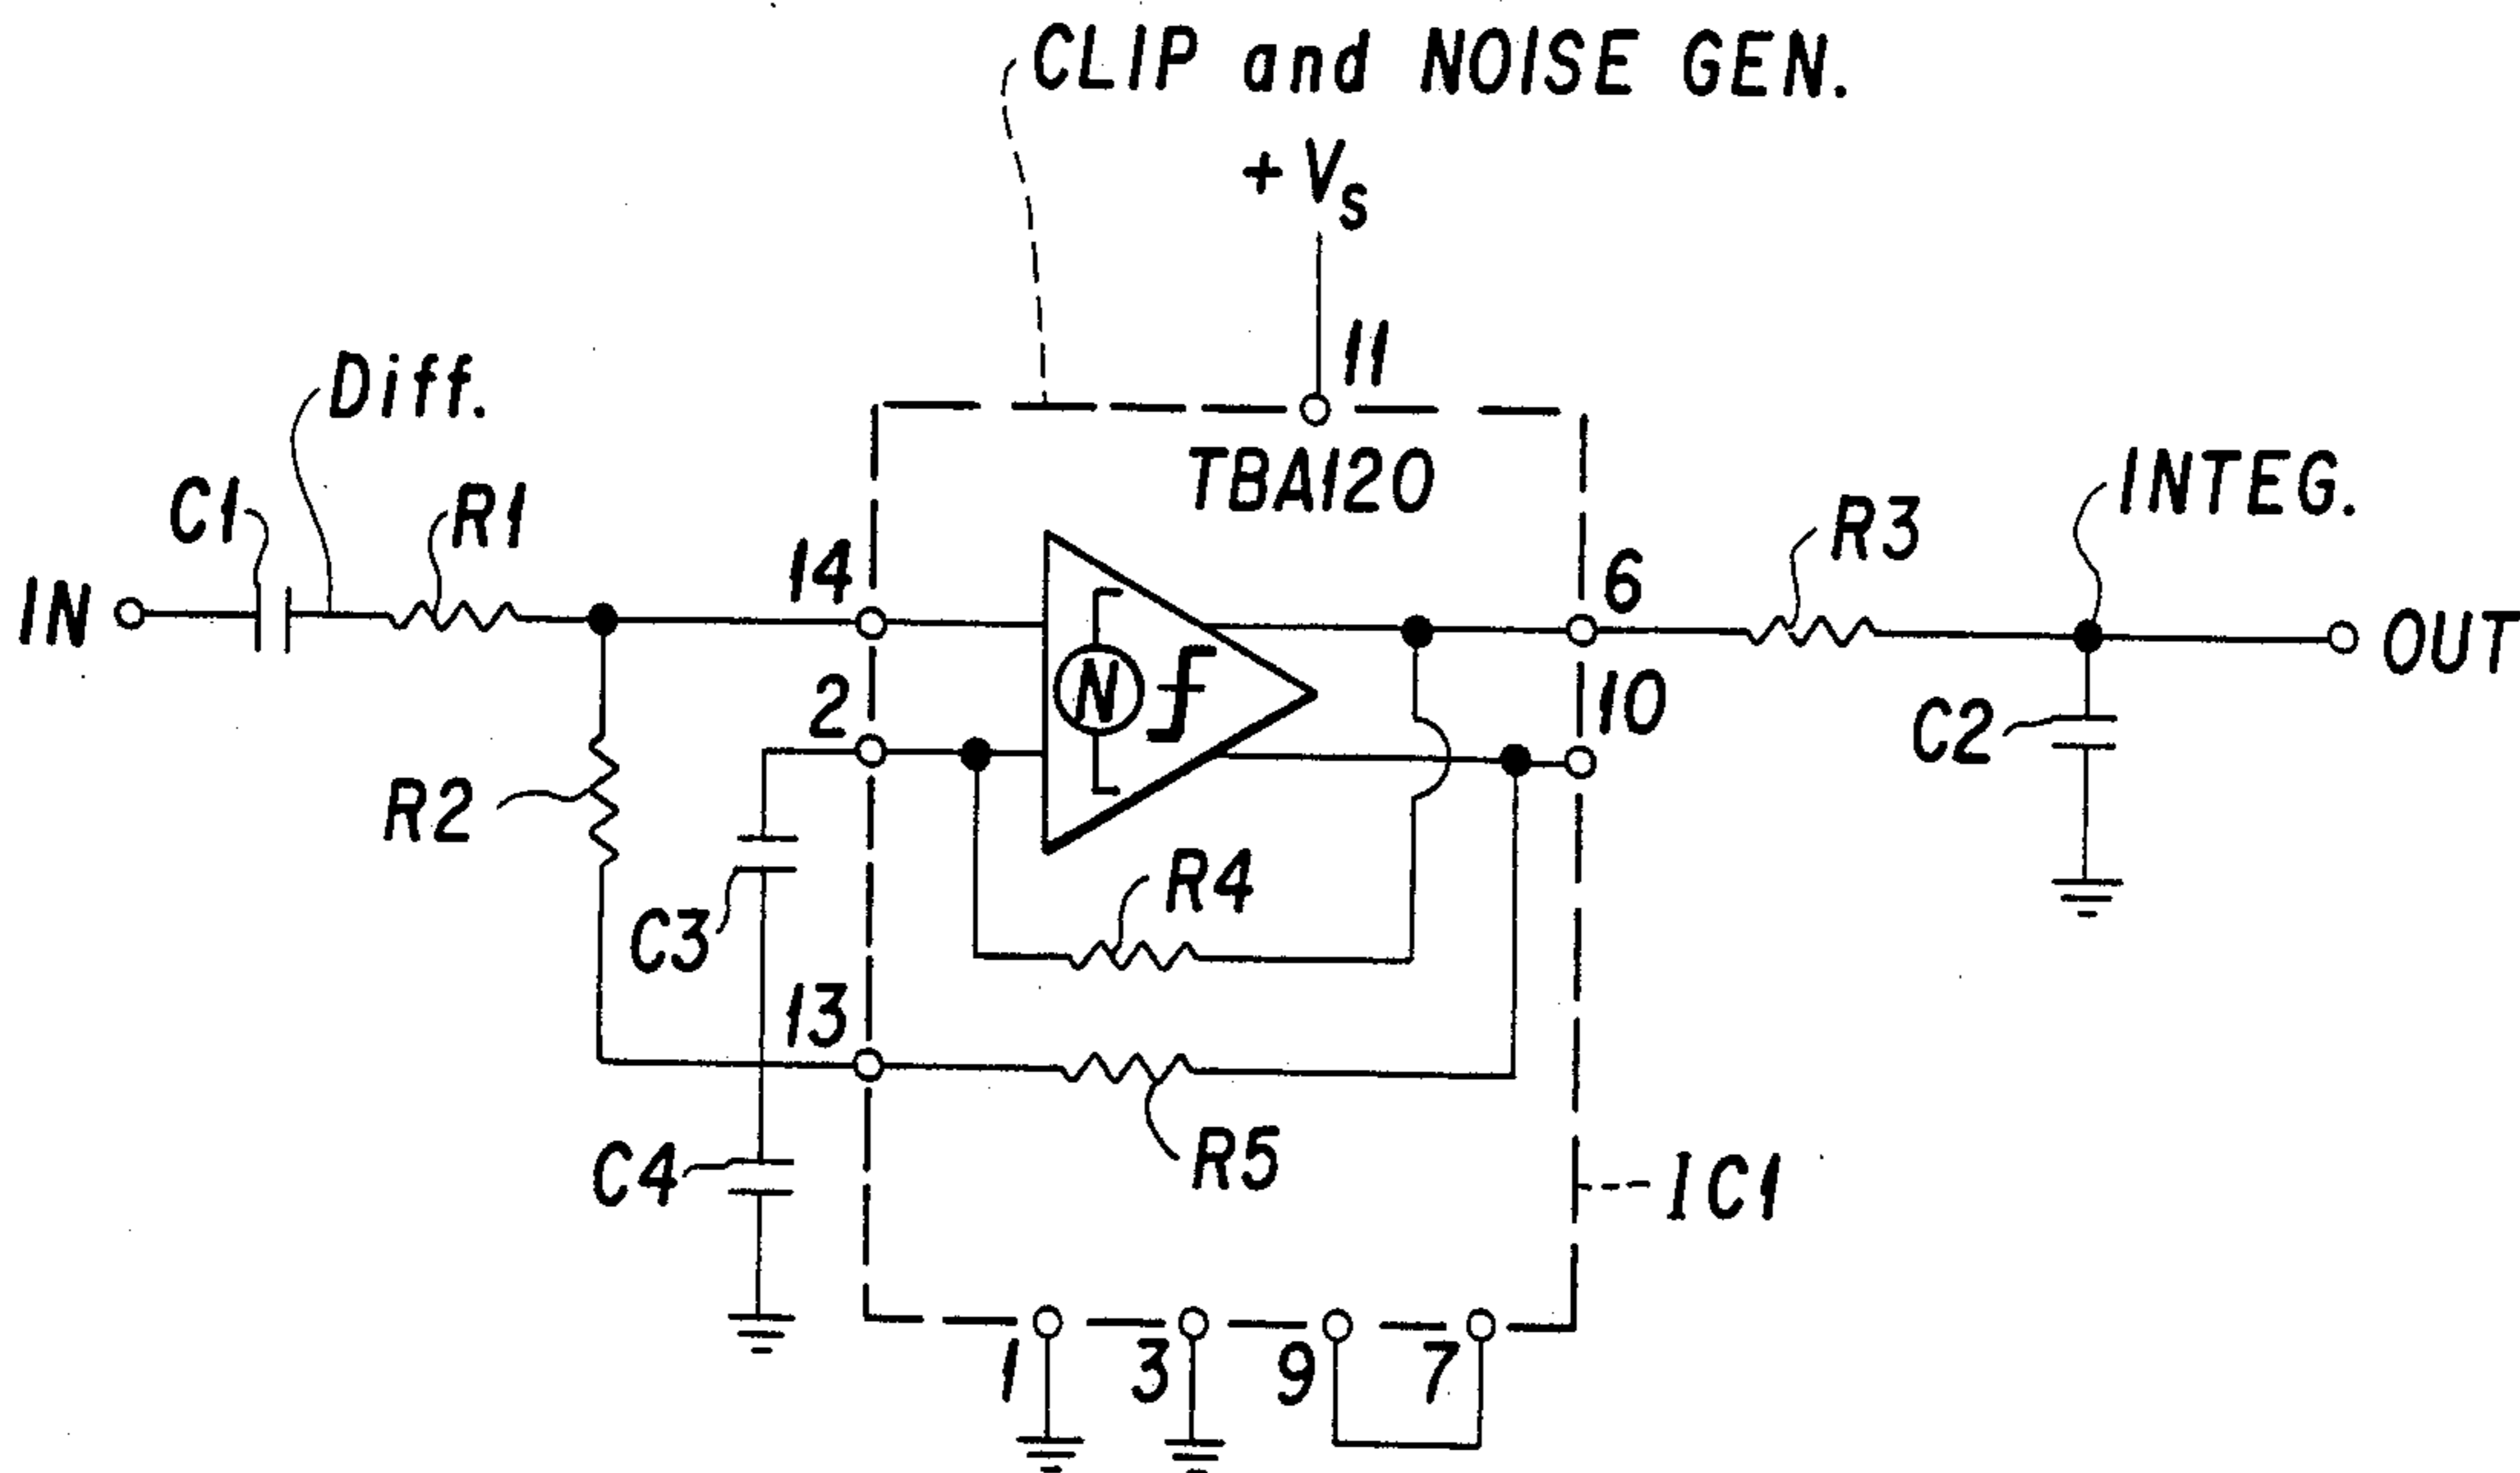 CLIP and NOISE GEN.
+Vs
11
Diff.
TBA120
INTEG.
C1
R1
R3
14
6
IN
OUT
2
N
10
C2
R2
R4
C3
13
R5
C4
IC1
1
3
9
7